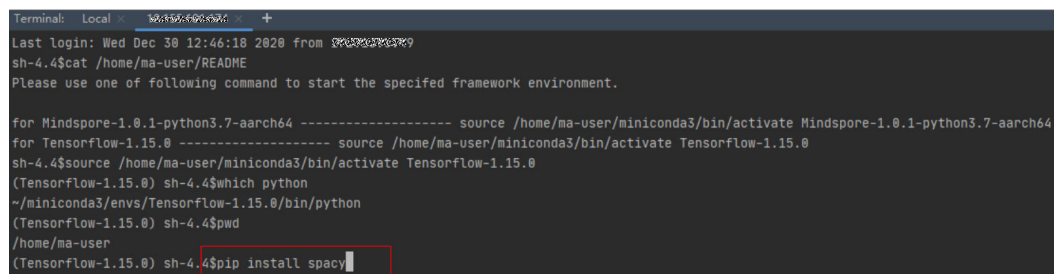 Terminal: Local × × +
Last login: Wed Dec 30 12:46:18 2020 from 9
sh-4.4$cat /home/ma-user/README
Please use one of following command to start the specifed framework environment.
for Mindspore-1.0.1-python3.7-aarch64 -------------------- source /home/ma-user/miniconda3/bin/activate Mindspore-1.0.1-python3.7-aarch64
for Tensorflow-1.15.0 -------------------- source /home/ma-user/miniconda3/bin/activate Tensorflow-1.15.0
sh-4.4$source /home/ma-user/miniconda3/bin/activate Tensorflow-1.15.0
(Tensorflow-1.15.0) sh-4.4$which python
~/miniconda3/envs/Tensorflow-1.15.0/bin/python
(Tensorflow-1.15.0) sh-4.4$pwd
/home/ma-user
(Tensorflow-1.15.0) sh-4.4$pip install spacy